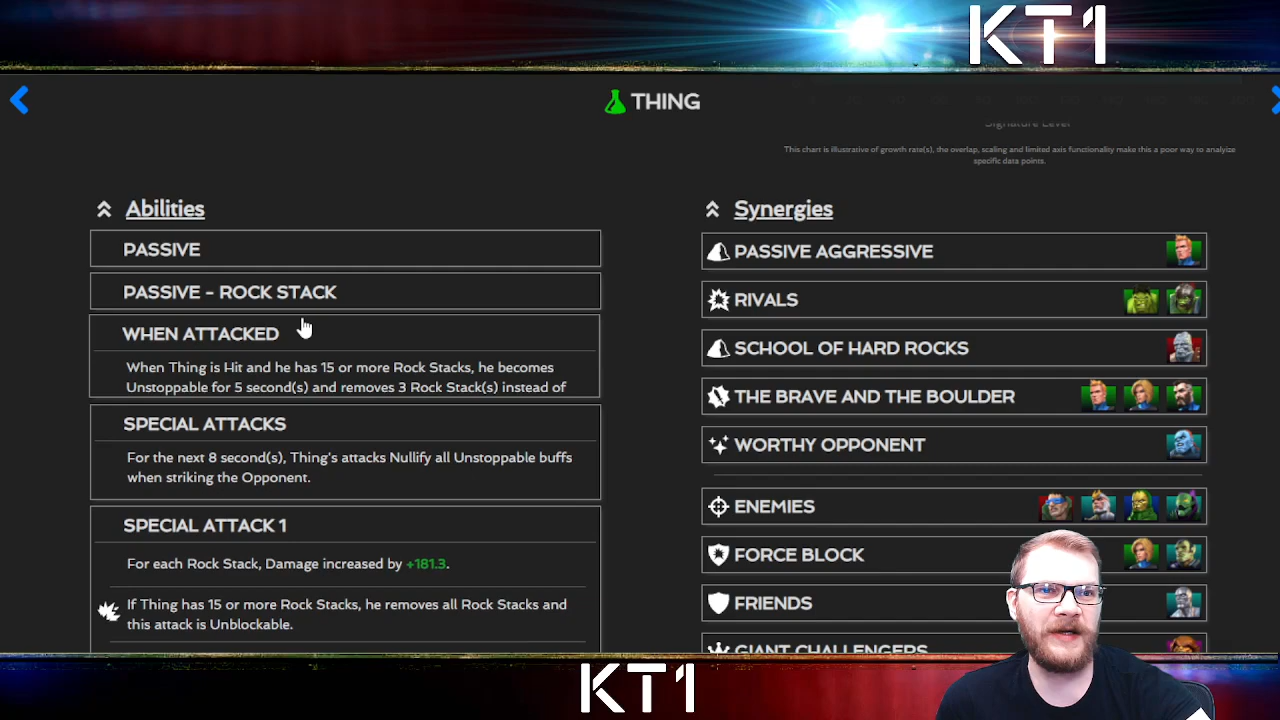 KT1
THING
Signature Level
This chart is illustrative of growth rate(s), the overlap, scaling and limited axis functionality make this a poor way to analyize
specific data points.
Abilities
PASSIVE
PASSIVE - ROCK STACK
WHEN ATTACKED
When Thing is Hit and he has 15 or more Rock Stacks, he becomes
Unstoppable for 5 second(s) and removes 3 Rock Stack(s) instead of
SPECIAL ATTACKS
For the next 8 second(s), Thing's attacks Nullify all Unstoppable buffs
when striking the Opponent.
SPECIAL ATTACK 1
For each Rock Stack, Damage increased by +181.3.
If Thing has 15 or more Rock Stacks, he removes all Rock Stacks and
this attack is Unblockable.
Synergies
PASSIVE AGGRESSIVE
RIVALS
SCHOOL OF HARD ROCKS
THE BRAVE AND THE BOULDER
WORTHY OPPONENT
ENEMIES
FORCE BLOCK
FRIENDS
GIANT CHALLENGERS
KT1